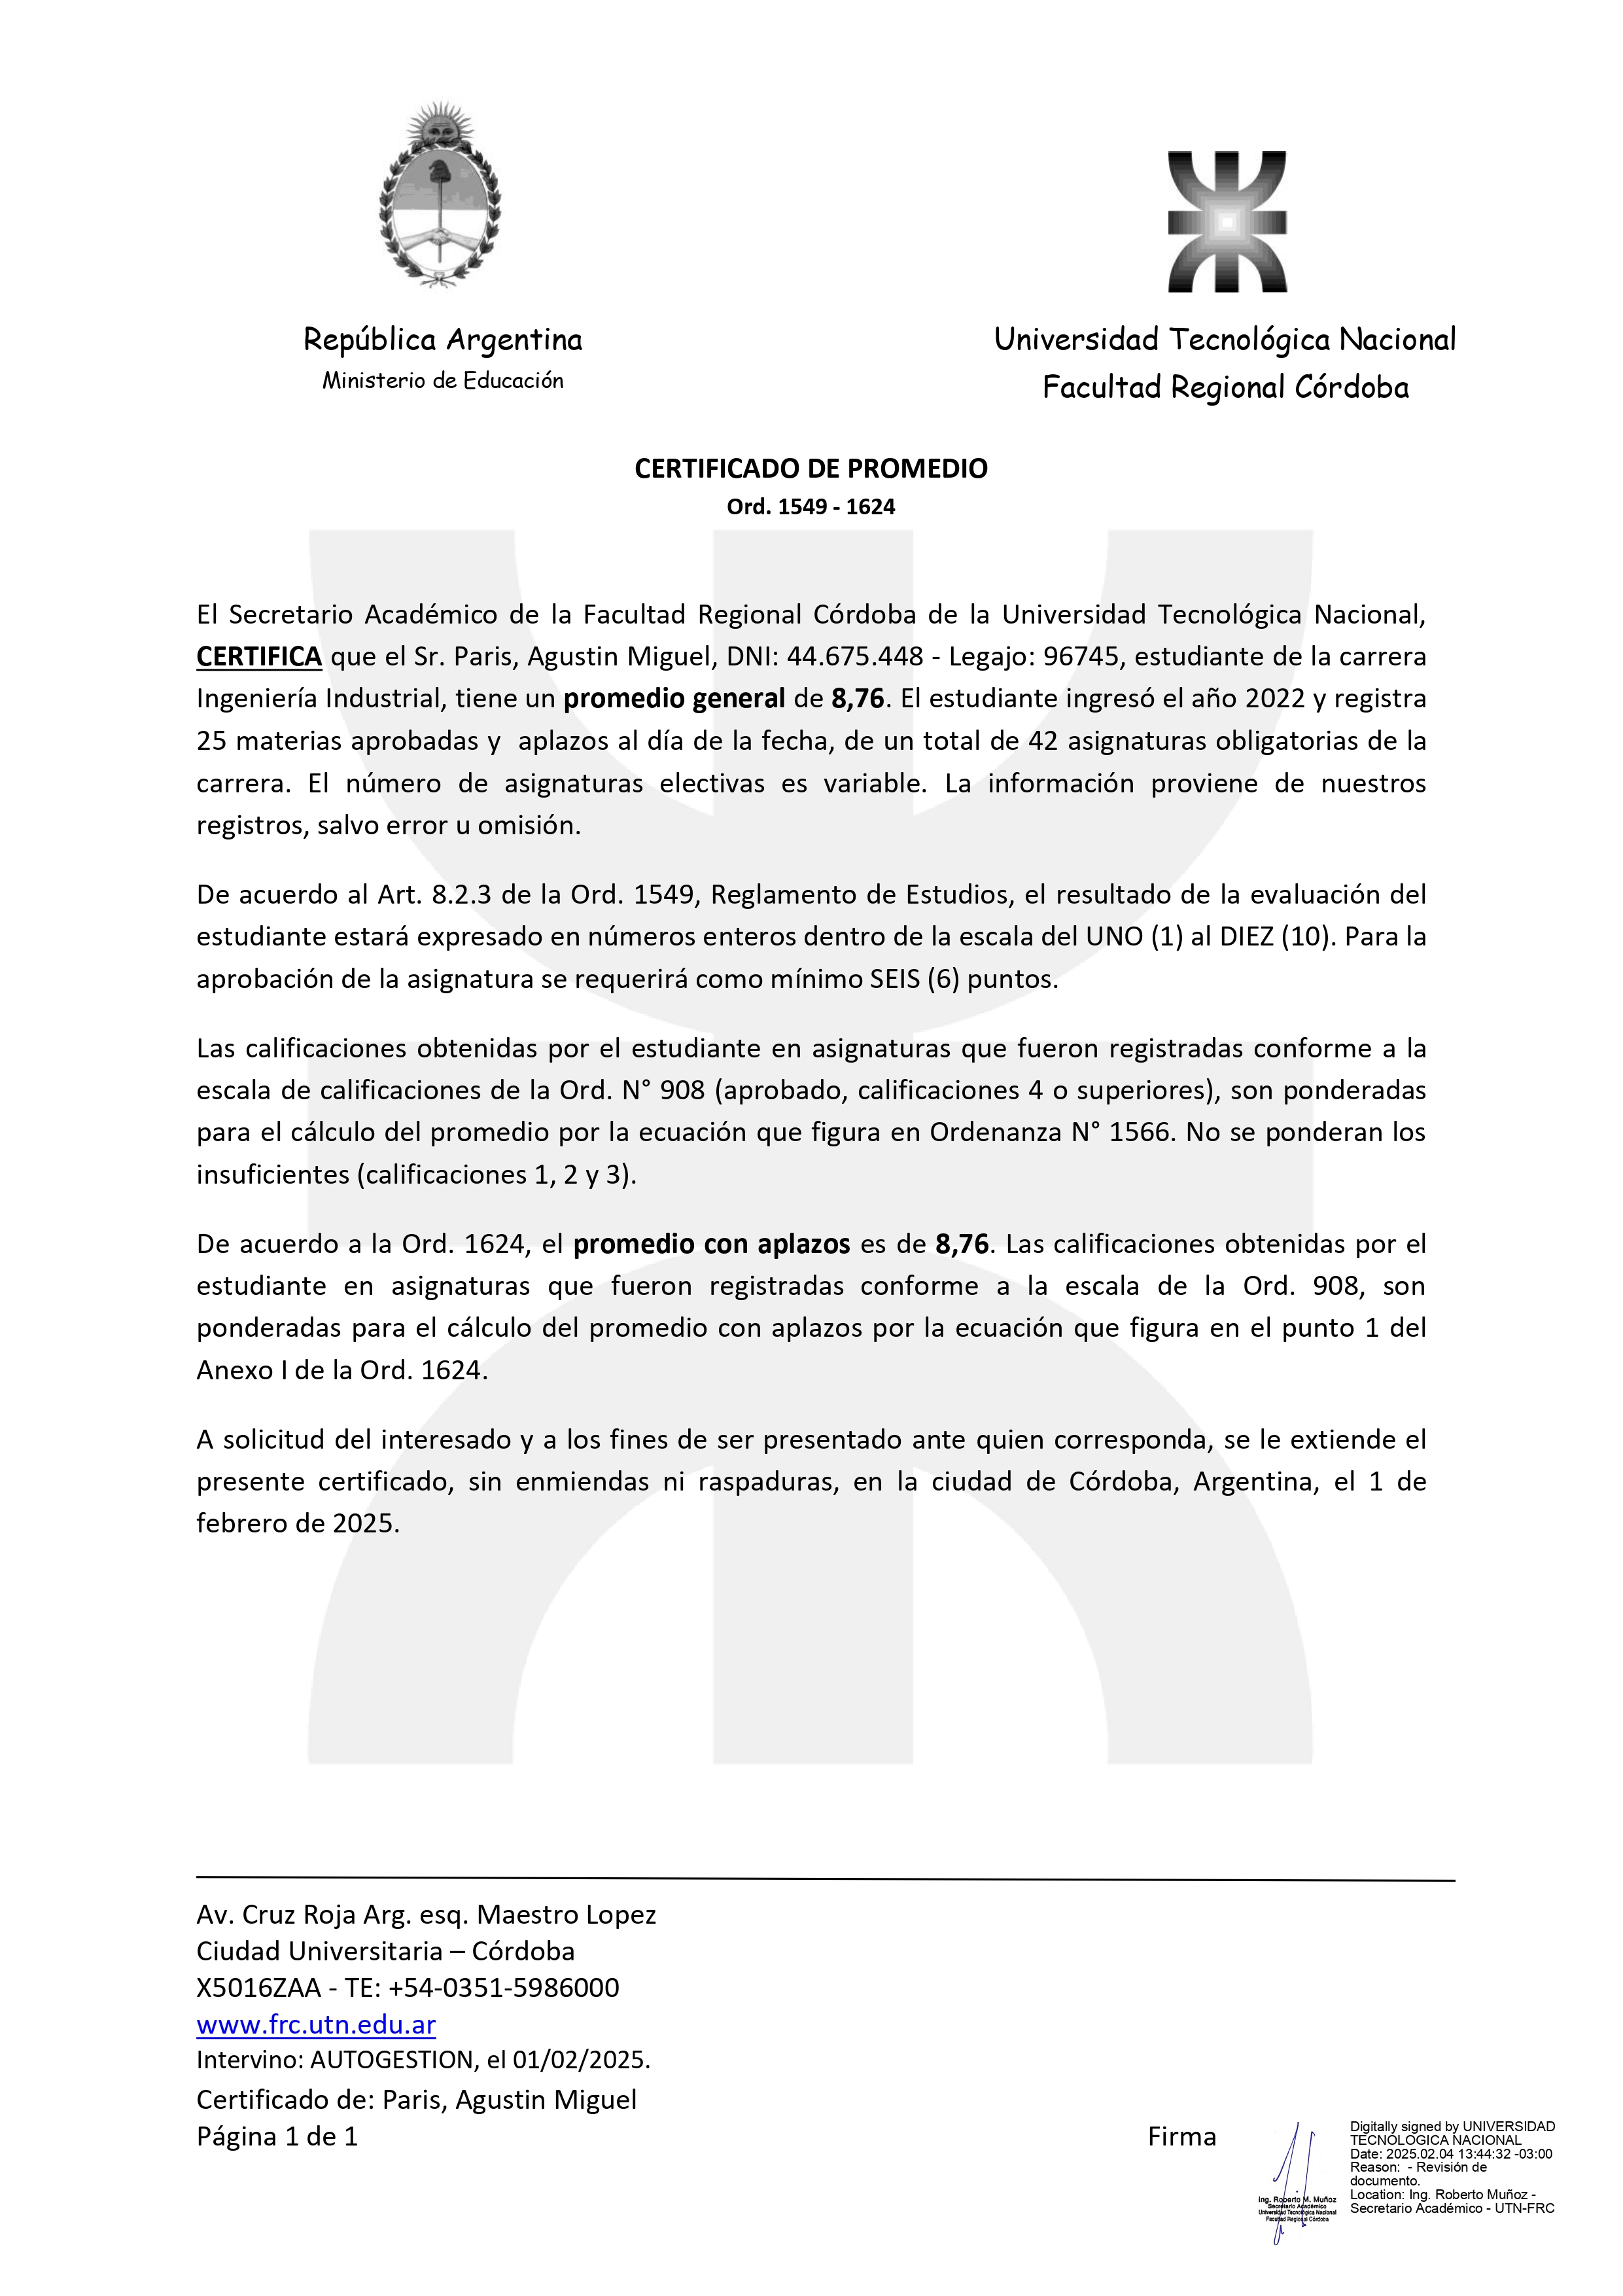 República Argentina
Ministerio de Educación
Universidad Tecnológica Nacional
Facultad Regional Córdoba
CERTIFICADO DE PROMEDIO
Ord. 1549 - 1624
El Secretario Académico de la Facultad Regional Córdoba de la Universidad Tecnológica Nacional,
CERTIFICA que el Sr. Paris, Agustin Miguel, DNI: 44.675.448 - Legajo: 96745, estudiante de la carrera
Ingeniería Industrial, tiene un promedio general de 8,76. El estudiante ingresó el año 2022 y registra
25 materias aprobadas y  aplazos al día de la fecha, de un total de 42 asignaturas obligatorias de la
carrera. El número de asignaturas electivas es variable. La información proviene de nuestros
registros, salvo error u omisión.
De acuerdo al Art. 8.2.3 de la Ord. 1549, Reglamento de Estudios, el resultado de la evaluación del
estudiante estará expresado en números enteros dentro de la escala del UNO (1) al DIEZ (10). Para la
aprobación de la asignatura se requerirá como mínimo SEIS (6) puntos.
Las calificaciones obtenidas por el estudiante en asignaturas que fueron registradas conforme a la
escala de calificaciones de la Ord. N° 908 (aprobado, calificaciones 4 o superiores), son ponderadas
para el cálculo del promedio por la ecuación que figura en Ordenanza N° 1566. No se ponderan los
insuficientes (calificaciones 1, 2 y 3).
De acuerdo a la Ord. 1624, el promedio con aplazos es de 8,76. Las calificaciones obtenidas por el
estudiante en asignaturas que fueron registradas conforme a la escala de la Ord. 908, son
ponderadas para el cálculo del promedio con aplazos por la ecuación que figura en el punto 1 del
Anexo I de la Ord. 1624.
A solicitud del interesado y a los fines de ser presentado ante quien corresponda, se le extiende el
presente certificado, sin enmiendas ni raspaduras, en la ciudad de Córdoba, Argentina, el 1 de
febrero de 2025.
Av. Cruz Roja Arg. esq. Maestro Lopez
Ciudad Universitaria – Córdoba
X5016ZAA - TE: +54-0351-5986000
www.frc.utn.edu.ar
Intervino: AUTOGESTION, el 01/02/2025.
Certificado de: Paris, Agustin Miguel
Página 1 de 1
Firma
Ing. Roberto M. Muñoz
Secretario Académico
Universidad Tecnológica Nacional
Facultad Regional Córdoba
Digitally signed by UNIVERSIDAD
TECNOLOGICA NACIONAL
Date: 2025.02.04 13:44:32 -03:00
Reason:  - Revisión de
documento.
Location: Ing. Roberto Muñoz -
Secretario Académico - UTN-FRC